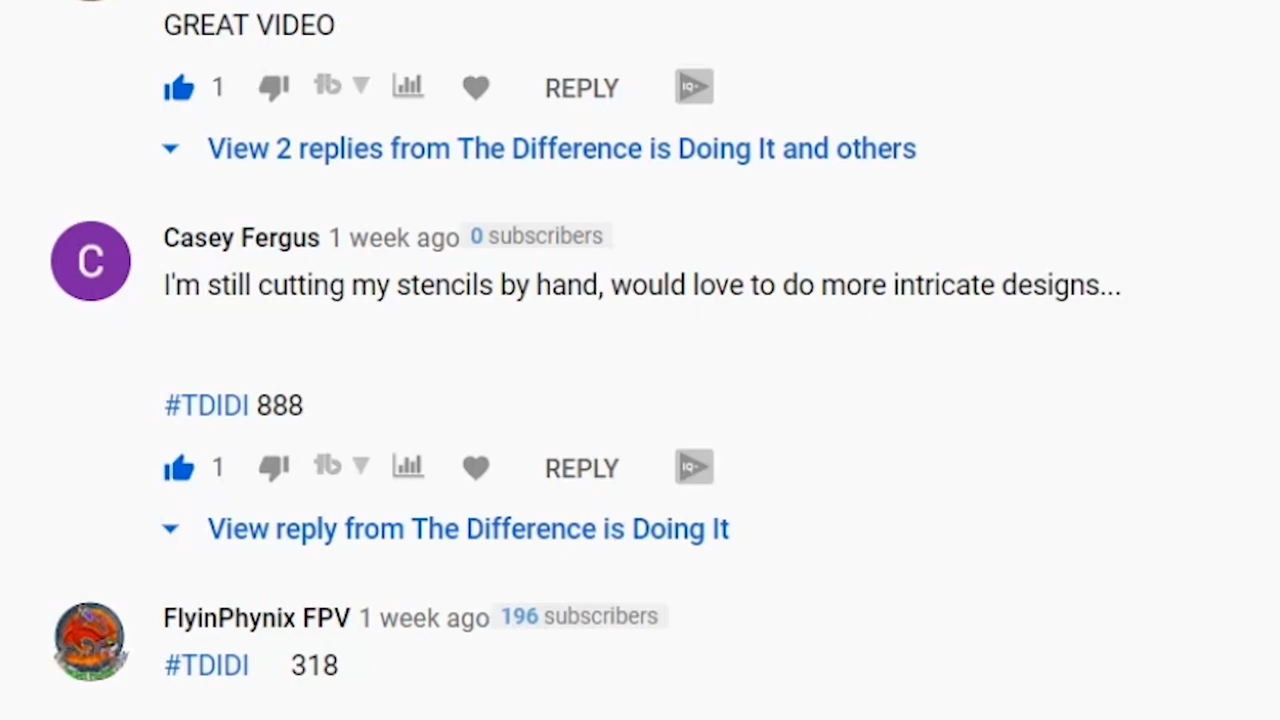 GREAT VIDEO
1 REPLY IQ
View 2 replies from The Difference is Doing It and others
C
Casey Fergus 1 week ago 0 subscribers
I'm still cutting my stencils by hand, would love to do more intricate designs...
#TDIDI 888
1 REPLY IQ
View reply from The Difference is Doing It
FlyinPhynix FPV 1 week ago 196 subscribers
#TDIDI 318